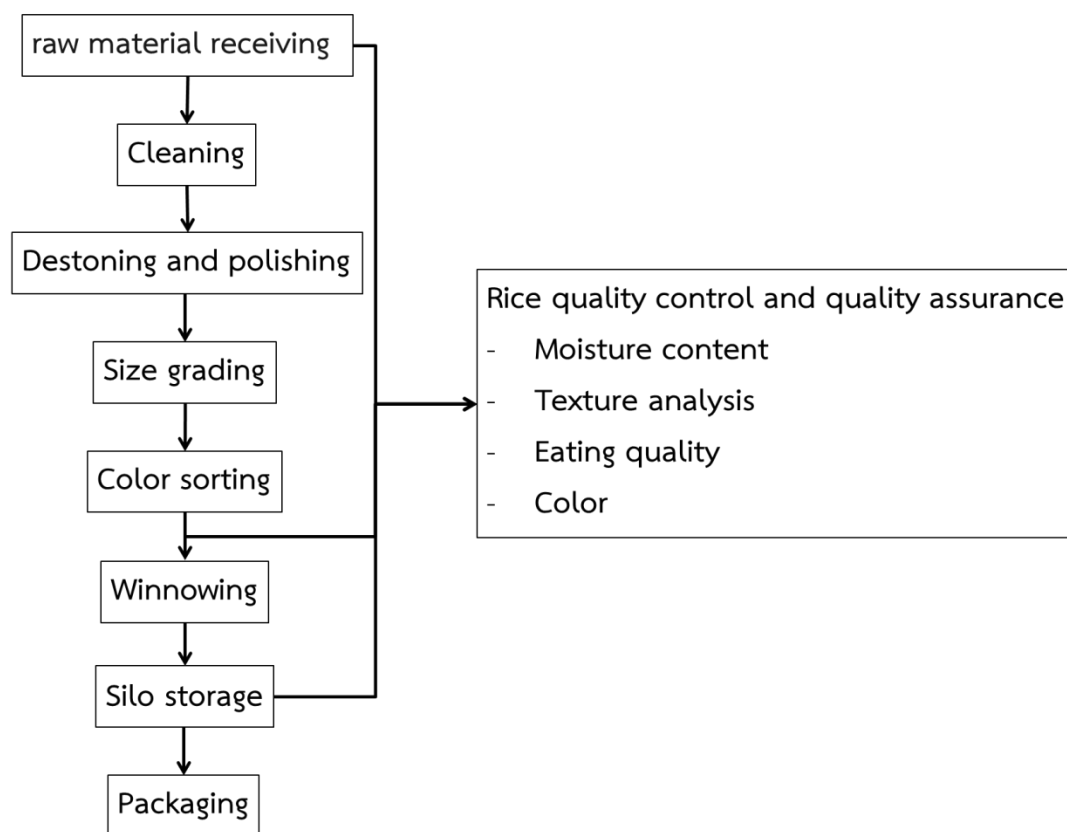 raw material receiving
Cleaning
Destoning and polishing
Size grading
Color sorting
Winnowing
Silo storage
Packaging
Rice quality control and quality assurance
- Moisture content
- Texture analysis
- Eating quality
- Color